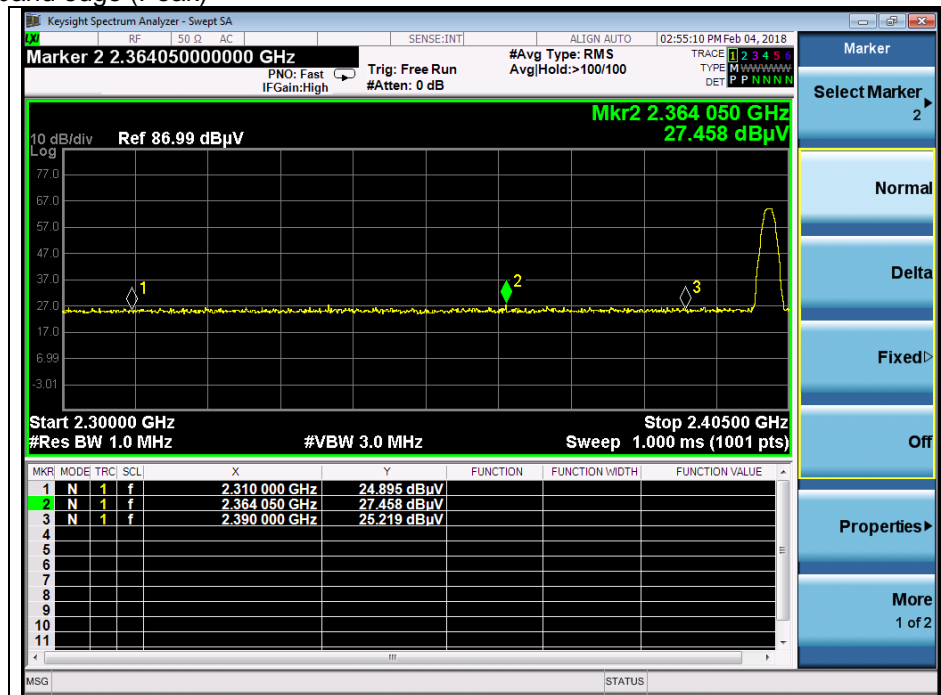 band edge (Peak)
Keysight Spectrum Analyzer - Swept SA
LXI RF 50 Ω AC SENSE:INT ALIGN AUTO 02:55:10 PM Feb 04, 2018
Marker 2 2.364050000000 GHz
PNO: Fast
IFGain:High
Trig: Free Run
#Atten: 0 dB
#Avg Type: RMS
Avg|Hold:>100/100
TRACE 1 2 3 4 5 6
TYPE M WWWWW
DET P P N N N N
Mkr2 2.364 050 GHz
27.458 dBµV
10 dB/div Ref 86.99 dBµV
Log
77.0
67.0
57.0
47.0
37.0
27.0
17.0
6.99
-3.01
1
2
3
Start 2.30000 GHz Stop 2.40500 GHz
#Res BW 1.0 MHz #VBW 3.0 MHz Sweep 1.000 ms (1001 pts)
MKR MODE TRC SCL X Y FUNCTION FUNCTION WIDTH FUNCTION VALUE
1 N 1 f 2.310 000 GHz 24.895 dBµV
2 N 1 f 2.364 050 GHz 27.458 dBµV
3 N 1 f 2.390 000 GHz 25.219 dBµV
4
5
6
7
8
9
10
11
MSG STATUS
Marker
Select Marker
2
Normal
Delta
Fixed
Off
Properties
More
1 of 2